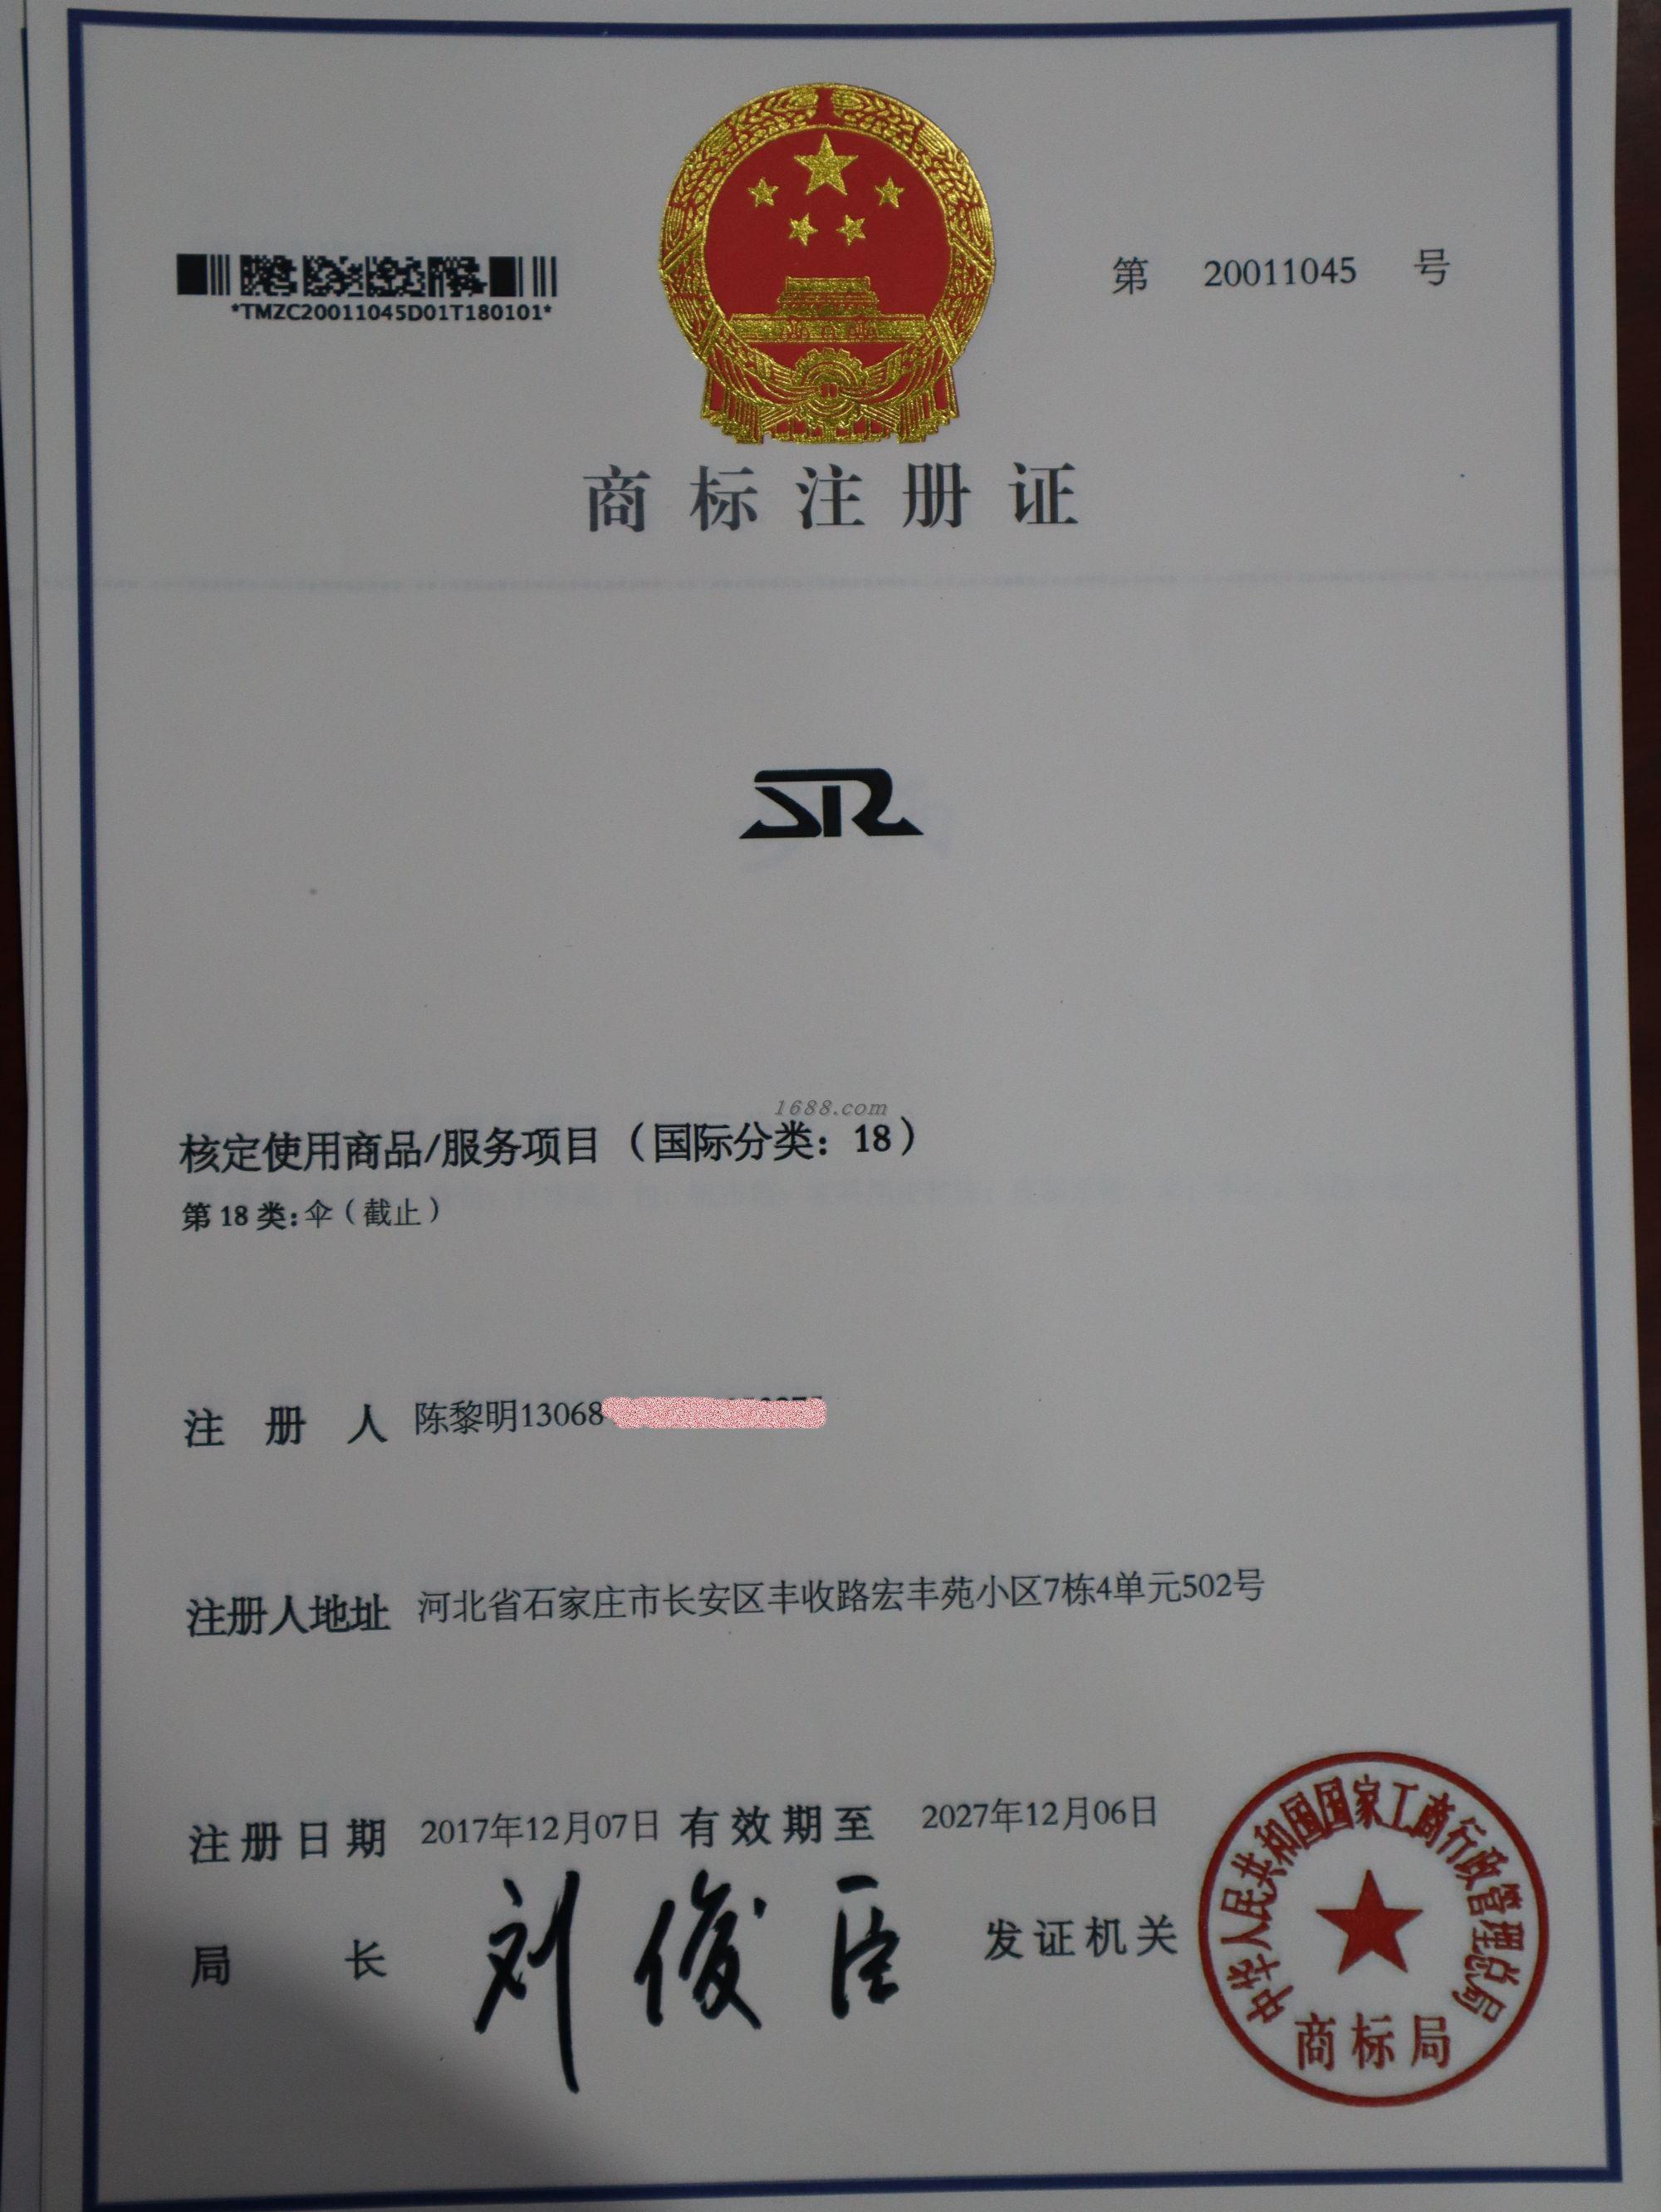 第 20011045 号
*TMZC20011045D01T180101*
商标注册证
SR
1688.com
核定使用商品/服务项目（国际分类：18）
第 18 类：伞（截止）
注册人 陈黎明13068
注册人地址 河北省石家庄市长安区丰收路宏丰苑小区7栋4单元502号
注册日期 2017年12月07日 有效期至 2027年12月06日
局长 刘俊臣 发证机关
中华人民共和国国家工商行政管理总局
商标局